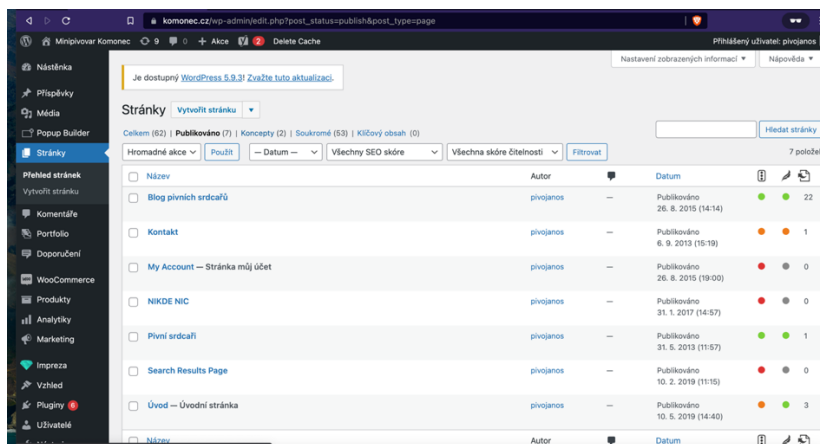 komonec.cz/wp-admin/edit.php?post_status=publish&post_type=page
Minipivovar Komonec 9 0 + Akce 2 Delete Cache Přihlášený uživatel: pivojanos
Nastavení zobrazených informací ▼ Nápověda ▼
Je dostupný WordPress 5.9.3! Zvažte tuto aktualizaci.
Stránky Vytvořit stránku
Celkem (62) | Publikováno (7) | Koncepty (2) | Soukromé (53) | Klíčový obsah (0)
Hledat stránky
Hromadné akce Použít — Datum — Všechny SEO skóre Všechna skóre čitelnosti Filtrovat
7 položek
Název Autor Datum
Blog pivních srdcařů pivojanos — Publikováno 22
26. 8. 2015 (14:14)
Kontakt pivojanos — Publikováno 1
6. 9. 2013 (15:19)
My Account — Stránka můj účet pivojanos — Publikováno 0
26. 8. 2015 (19:00)
NIKDE NIC pivojanos — Publikováno 0
31. 1. 2017 (14:57)
Pivní srdcaři pivojanos — Publikováno 1
31. 5. 2013 (11:57)
Search Results Page pivojanos — Publikováno 0
10. 2. 2019 (11:15)
Úvod — Úvodní stránka pivojanos — Publikováno 3
10. 5. 2019 (14:40)
Název Autor Datum
Nástěnka
Příspěvky
Média
Popup Builder
Stránky
Přehled stránek
Vytvořit stránku
Komentáře
Portfolio
Doporučení
WooCommerce
Produkty
Analytiky
Marketing
Impreza
Vzhled
Pluginy 6
Uživatelé